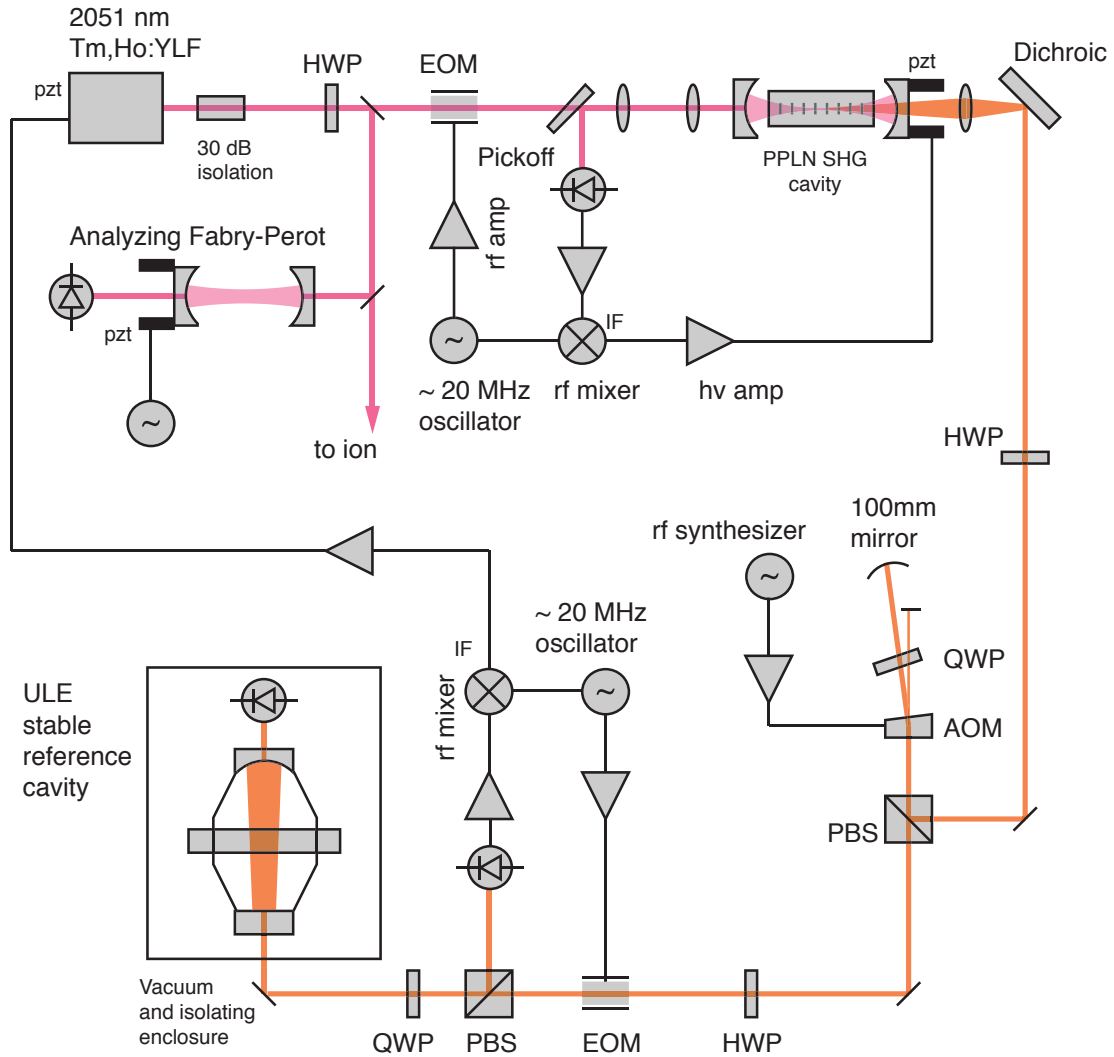 2051 nm
Tm,Ho:YLF
pzt
HWP
EOM
pzt
Dichroic
30 dB
isolation
Pickoff
PPLN SHG
cavity
rf amp
Analyzing Fabry-Perot
pzt
~
~
IF
~ 20 MHz
oscillator
rf mixer
hv amp
to ion
HWP
rf synthesizer
~
100mm
mirror
~ 20 MHz
oscillator
IF
~
rf mixer
QWP
AOM
ULE
stable
reference
cavity
PBS
Vacuum
and isolating
enclosure
QWP
PBS
EOM
HWP